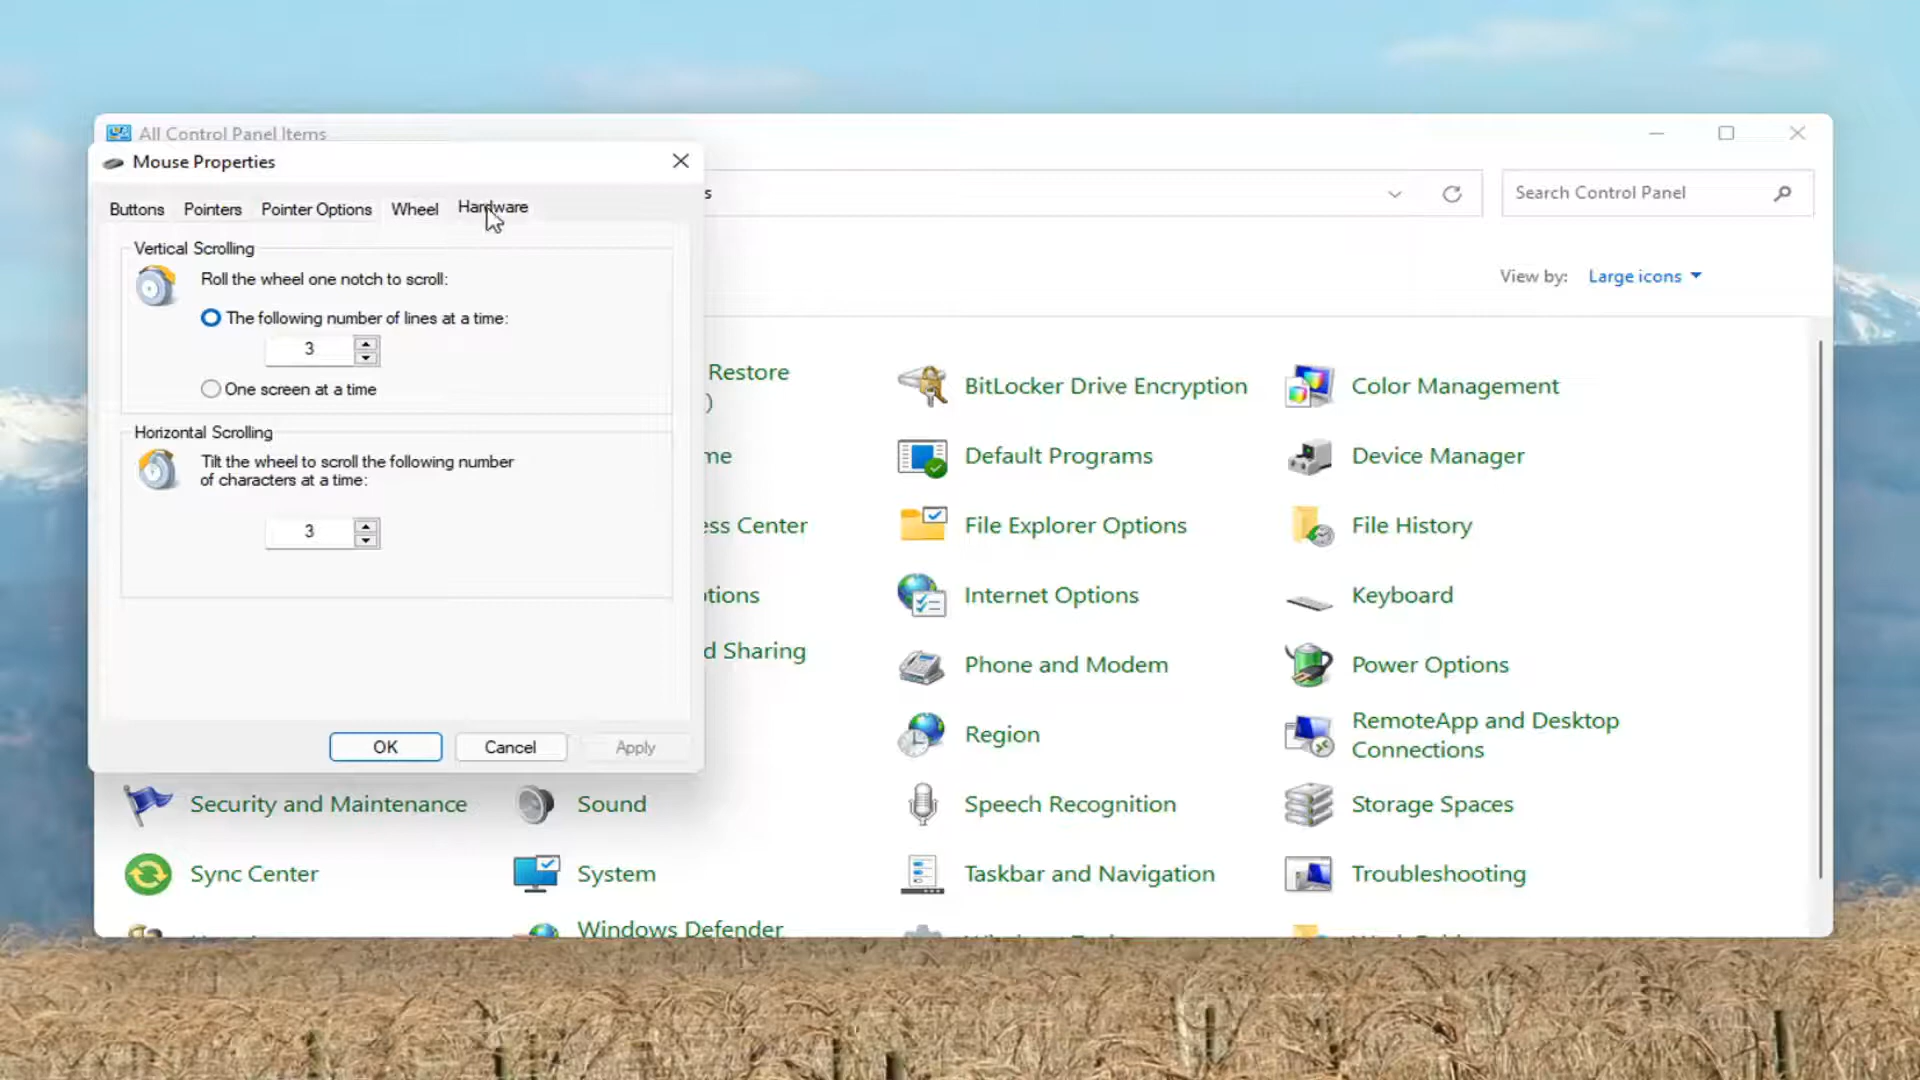 All Control Panel Items
Mouse Properties
Buttons Pointers Pointer Options Wheel Hardware
s
Search Control Panel
Vertical Scrolling
Roll the wheel one notch to scroll:
The following number of lines at a time:
3
One screen at a time
Horizontal Scrolling
Tilt the wheel to scroll the following number
of characters at a time:
3
OK Cancel Apply
View by: Large icons
Restore
)
BitLocker Drive Encryption
Color Management
me
Default Programs
Device Manager
ess Center
File Explorer Options
File History
tions
Internet Options
Keyboard
d Sharing
Phone and Modem
Power Options
Region
RemoteApp and Desktop
Connections
Security and Maintenance
Sound
Speech Recognition
Storage Spaces
Sync Center
System
Taskbar and Navigation
Troubleshooting
Windows Defender